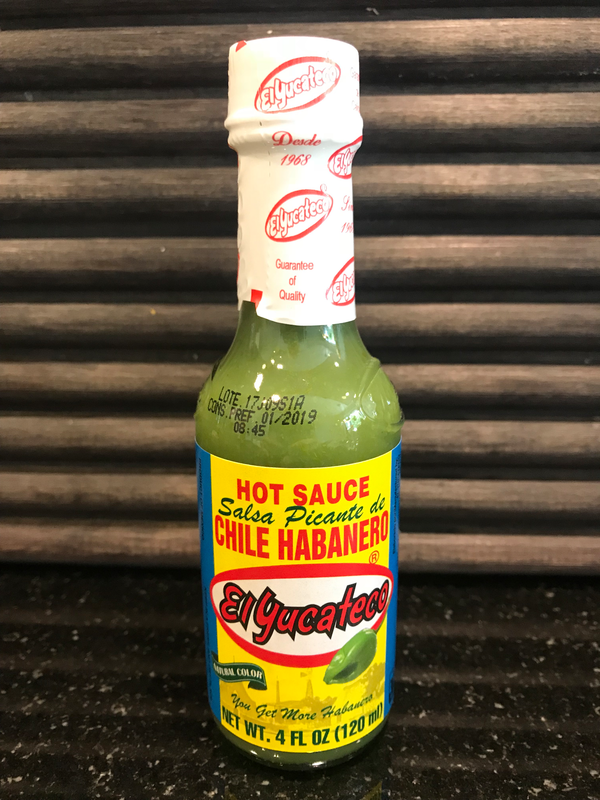 El Yucateco
Desde
1968
El Yucateco
Guarantee
of
Quality
LOTE
CONS.PREF.01/2019
08:45
HOT SAUCE
Salsa Picante de
CHILE HABANERO
®
El Yucateco
NATURAL COLOR
You Get More Habanero
NET WT. 4 FL OZ (120 ml)